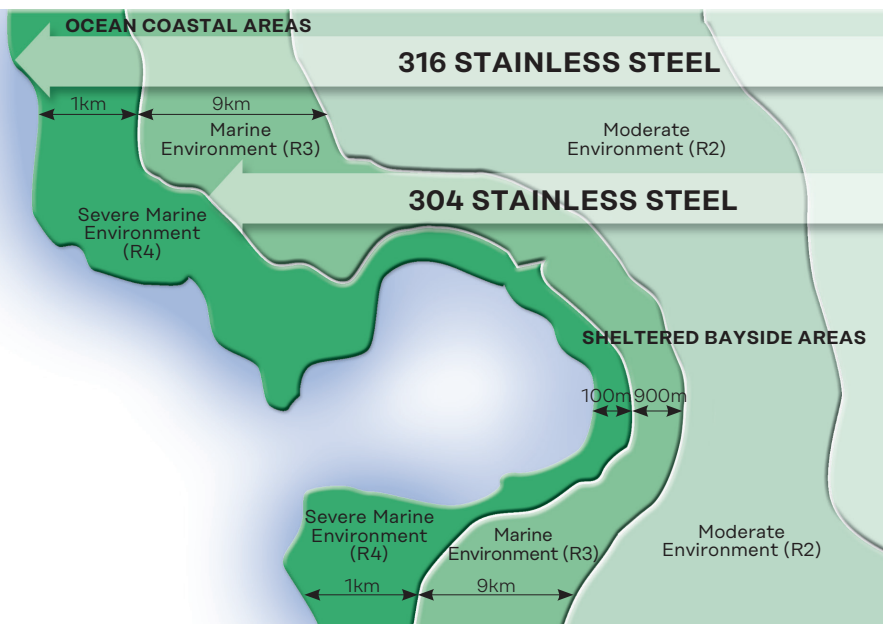 OCEAN COASTAL AREAS
316 STAINLESS STEEL
1km
9km
Marine
Environment (R3)
Moderate
Environment (R2)
304 STAINLESS STEEL
Severe Marine
Environment
(R4)
SHELTERED BAYSIDE AREAS
100m
900m
Severe Marine
Environment
(R4)
Marine
Environment (R3)
Moderate
Environment (R2)
1km
9km